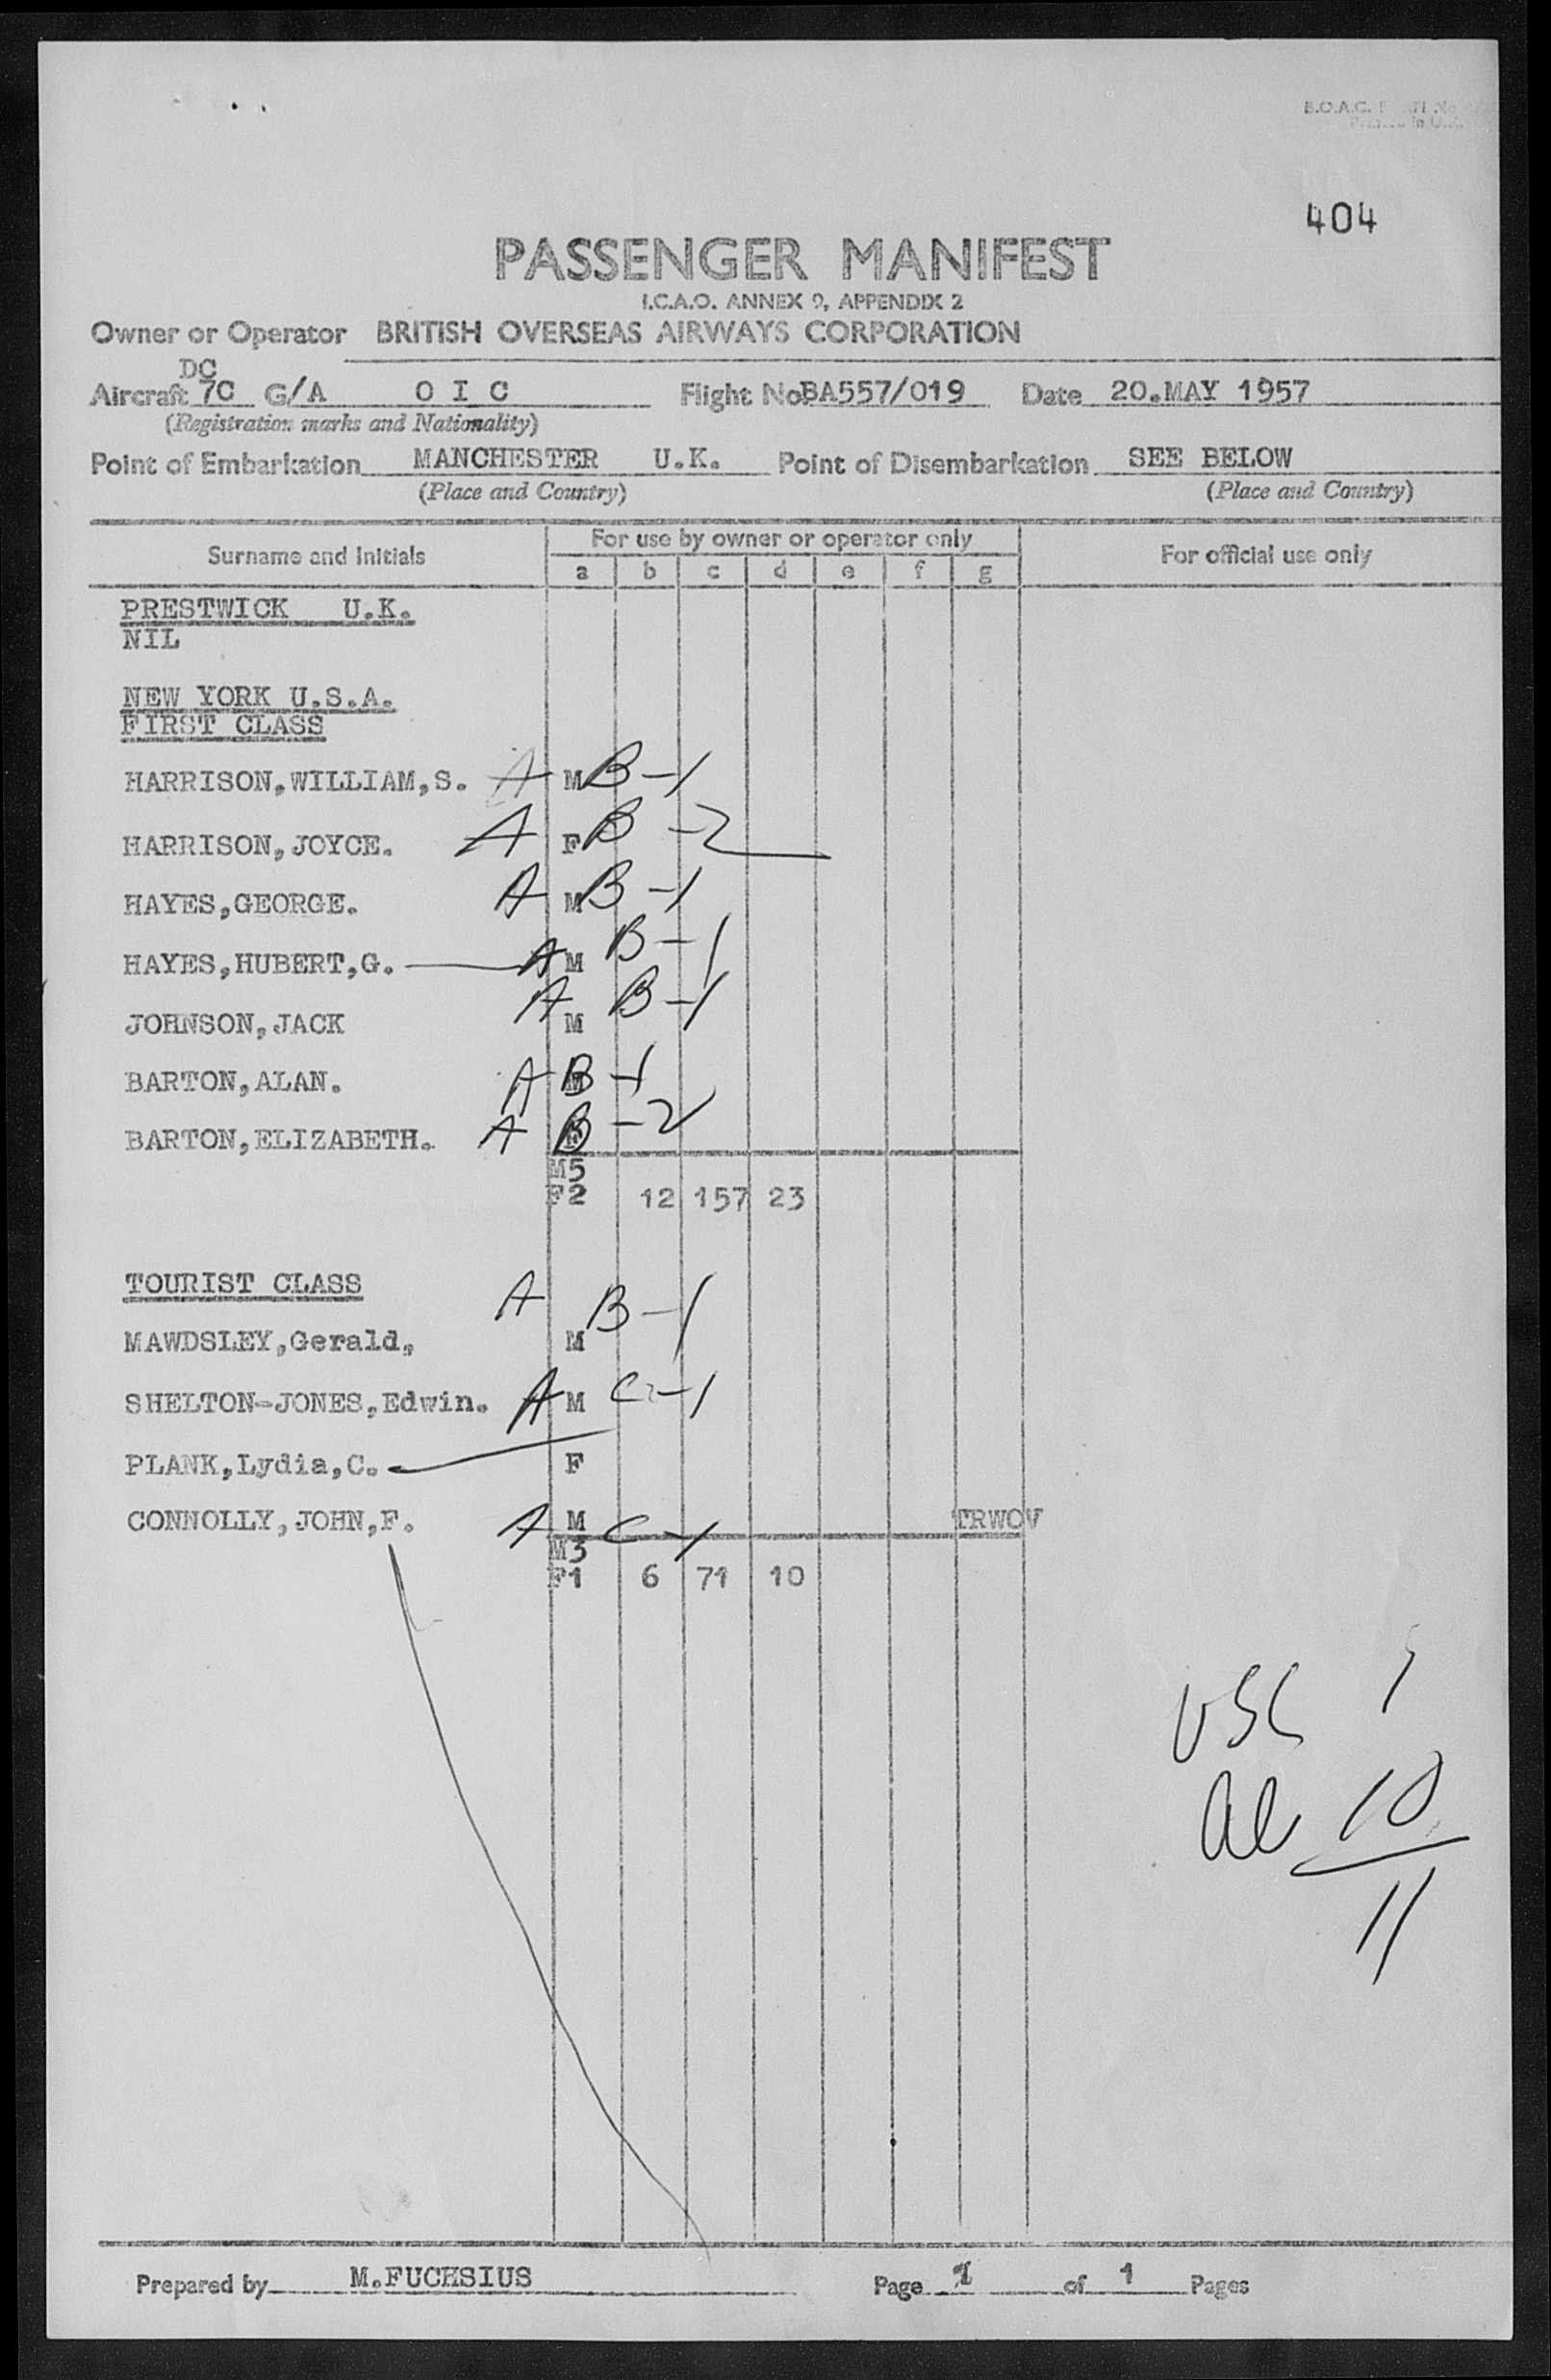 B.O.A.C.
404
PASSENGER MANIFEST
I.C.A.O. ANNEX 9, APPENDIX 2
Owner or Operator BRITISH OVERSEAS AIRWAYS CORPORATION
DC
Aircraft 7C G/A O I C Flight No. BA557/019 Date 20.MAY 1957
(Registration marks and Nationality)
Point of Embarkation MANCHESTER U.K. Point of Disembarkation SEE BELOW
(Place and Country) (Place and Country)
Surname and Initials For use by owner or operator only For official use only
a b c d e f g
PRESTWICK U.K.
NIL
NEW YORK U.S.A.
FIRST CLASS
HARRISON,WILLIAM,S. A M B-1
HARRISON,JOYCE. A F B-2
HAYES,GEORGE. A M B-1
HAYES,HUBERT,G. A M B-1
JOHNSON,JACK A M B-1
BARTON,ALAN. A M B-1
BARTON,ELIZABETH. A B-2
M5
F2 12 157 23
TOURIST CLASS
MAWDSLEY,Gerald, A M B-1
SHELTON-JONES,Edwin. A M C-1
PLANK,Lydia,C. F
CONNOLLY,JOHN,F. A M C-1 TRWOV
M3
F1 6 71 10
USC 1
al 10
11
Prepared by M.FUCHSIUS Page 1 of 1 Pages